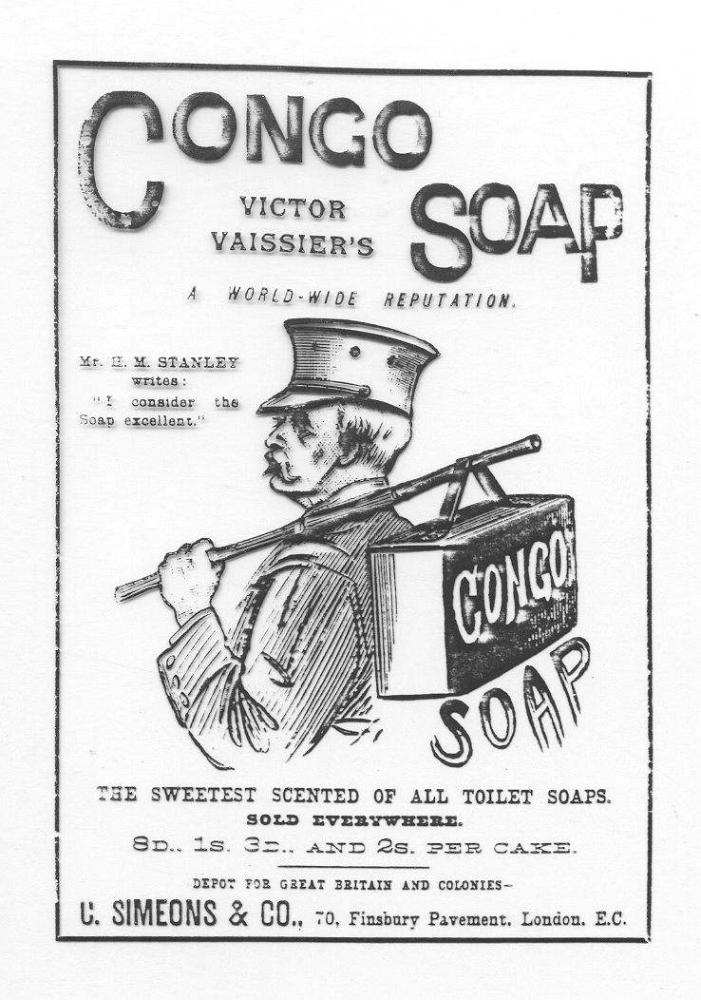 CONGO
SOAP
VICTOR
VAISSIER'S
A WORLD-WIDE REPUTATION.
Mr. H. M. STANLEY
writes:
"I consider the
Soap excellent."
CONGO
SOAP
THE SWEETEST SCENTED OF ALL TOILET SOAPS.
SOLD EVERYWHERE.
8D., 1S. 3D., AND 2S. PER CAKE.
DEPOT FOR GREAT BRITAIN AND COLONIES—
C. SIMEONS & CO., 70, Finsbury Pavement, London, E.C.